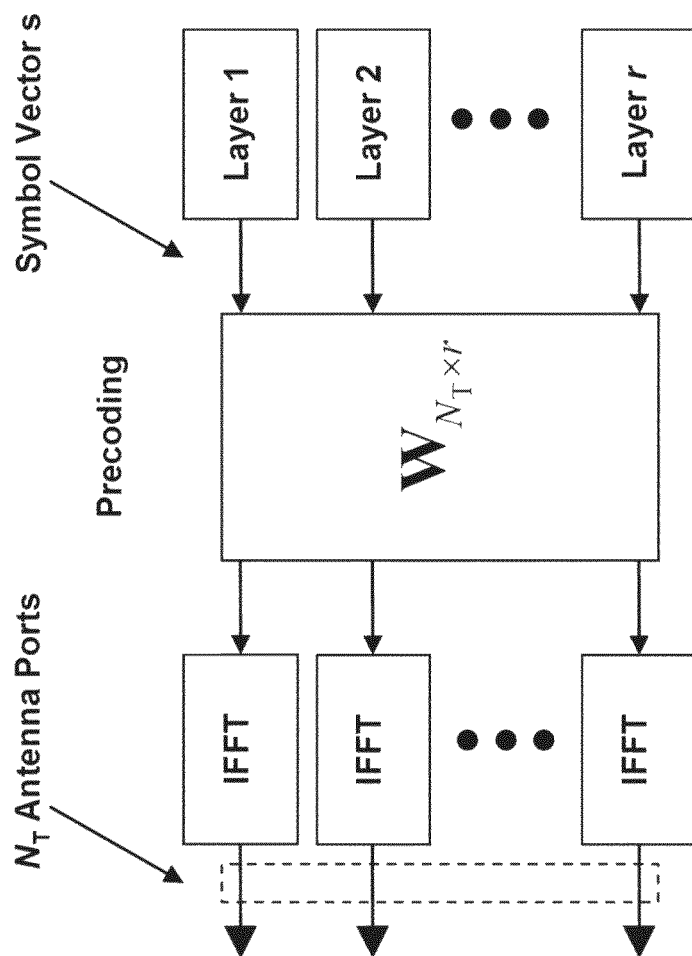 Symbol Vector s
Layer 1
Layer 2
Layer r
Precoding
W_{N_T×r}
N_T Antenna Ports
IFFT
IFFT
IFFT